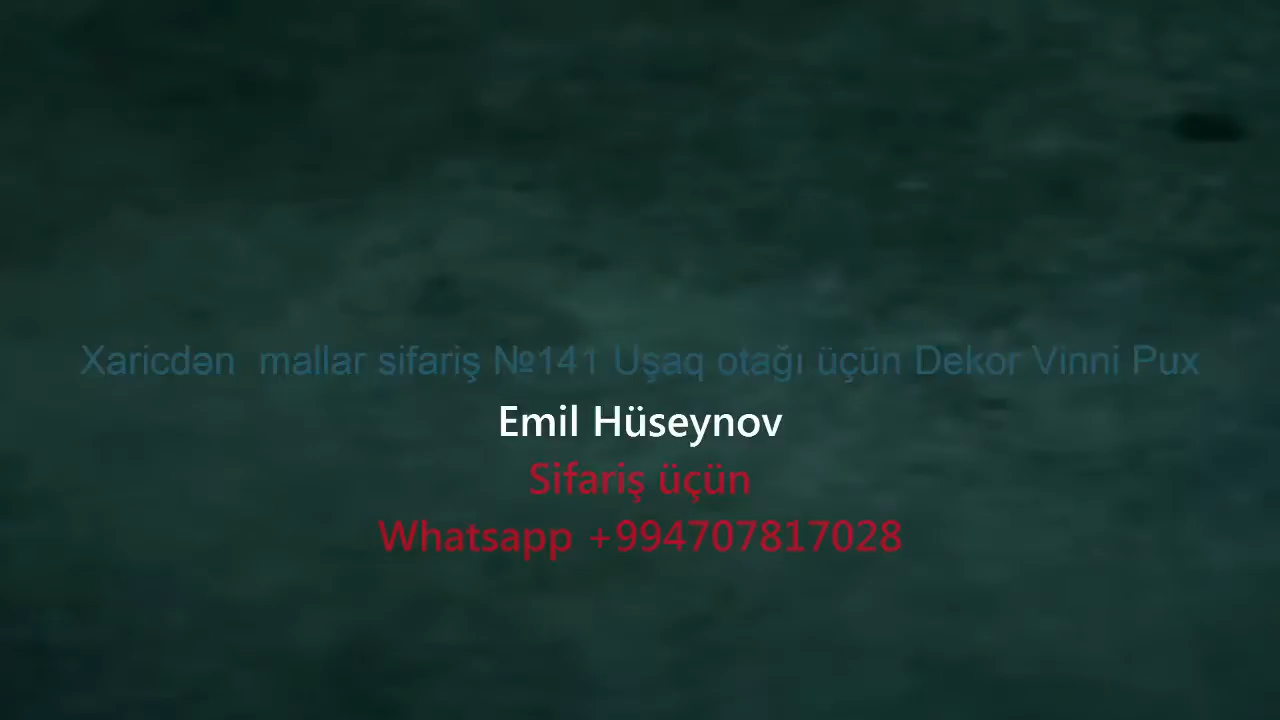 Xaricdən mallar sifariş №141 Uşaq otağı üçün Dekor Vinni Pux
Emil Hüseynov
Sifariş üçün
Whatsapp +994707817028